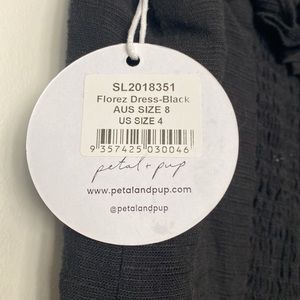 SL2018351
Florez Dress-Black
AUS SIZE 8
US SIZE 4
9 357425 030046
petal + pup
www.petalandpup.com
@petalandpup